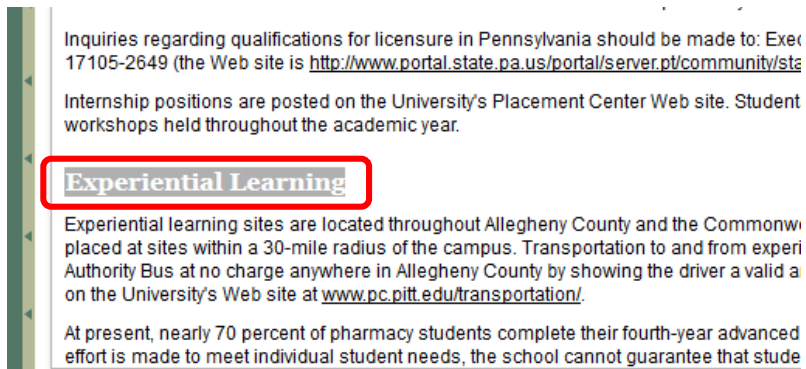 Inquiries regarding qualifications for licensure in Pennsylvania should be made to:
17105-2649 (the Web site is http://www.portal.state.pa.us/portal/server.pt/community/
Internship positions are posted on the University's Placement Center Web site.
workshops held throughout the academic year.
Experiential Learning
Experiential learning sites are located throughout Allegheny County and the
placed at sites within a 30-mile radius of the campus. Transportation to and from
Authority Bus at no charge anywhere in Allegheny County by showing the driver a valid
on the University's Web site at www.pc.pitt.edu/transportation/.
At present, nearly 70 percent of pharmacy students complete their fourth-year advanced
effort is made to meet individual student needs, the school cannot guarantee that